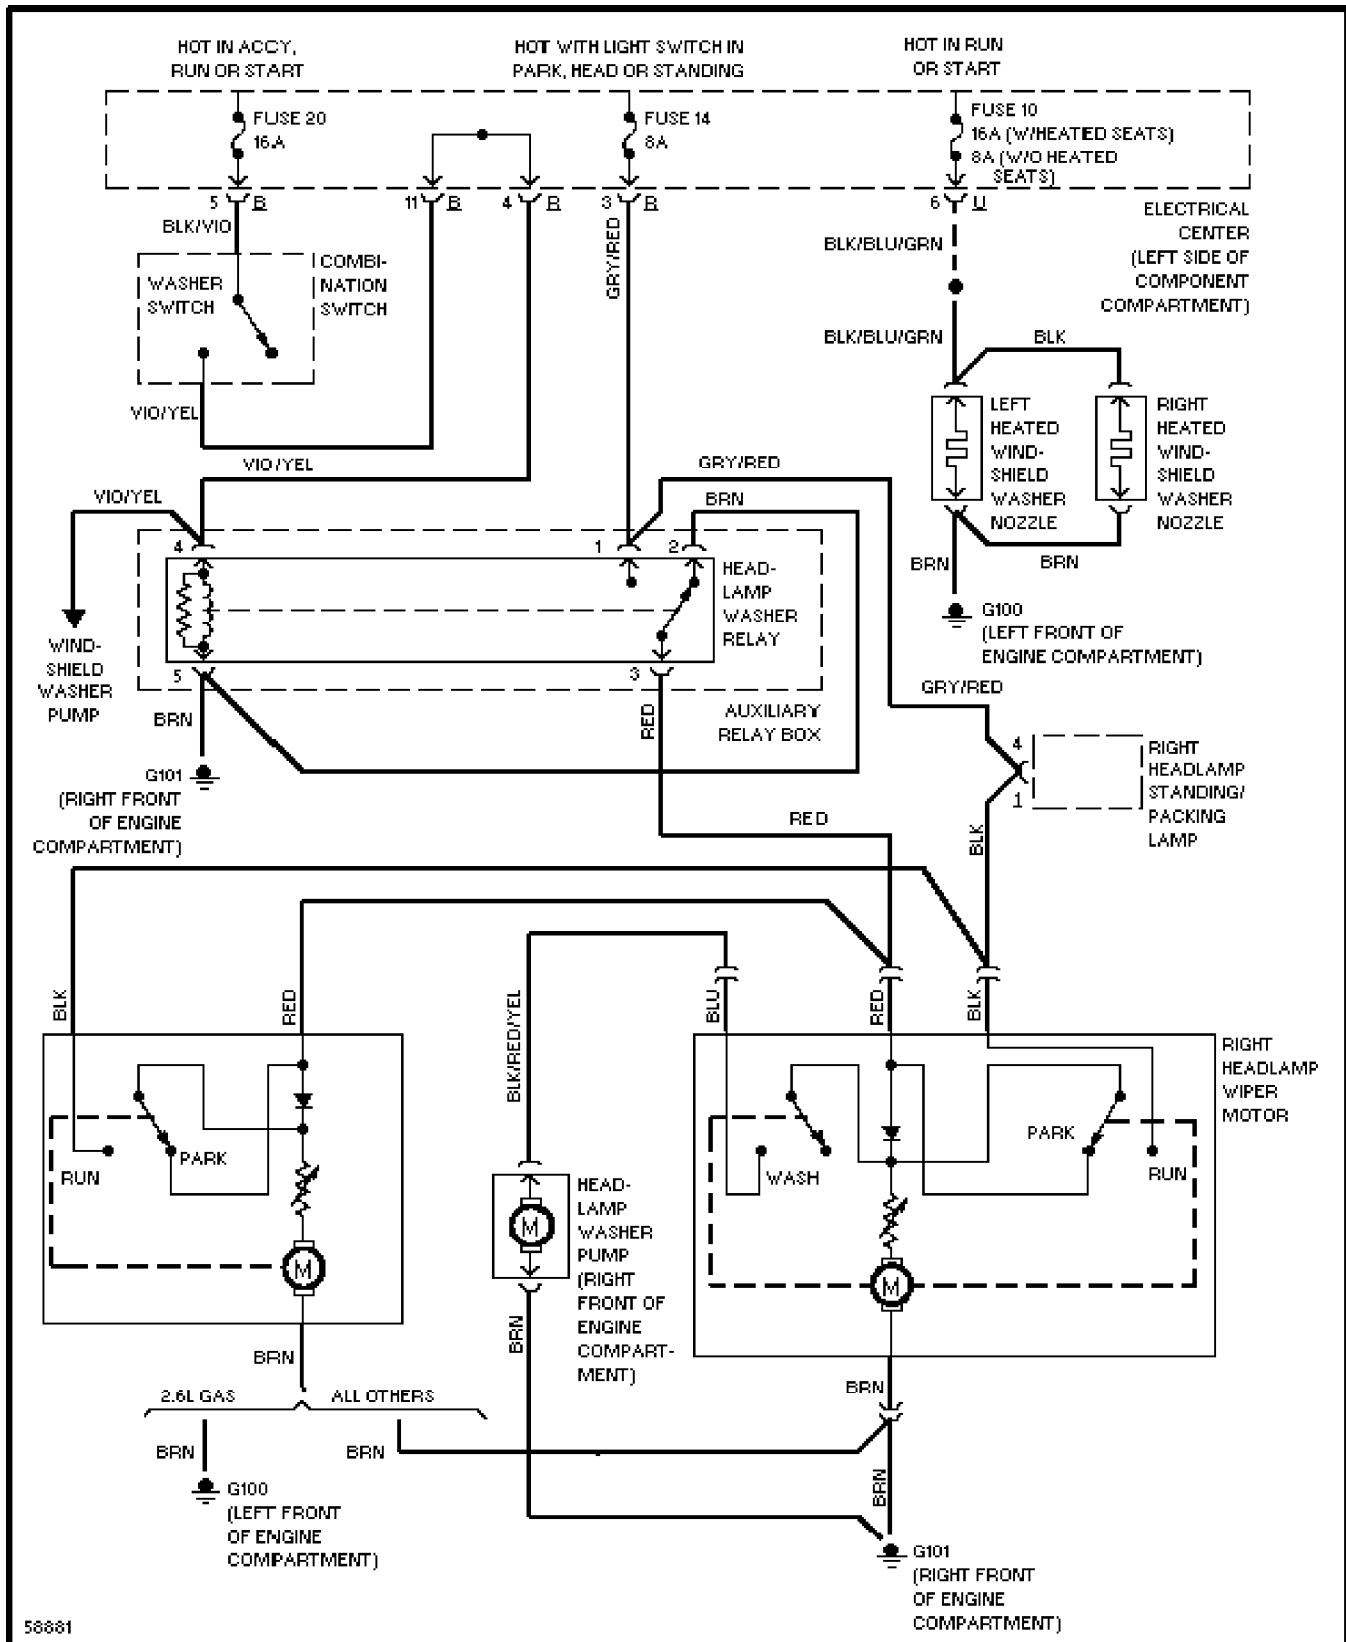 HOT IN ACCY,
RUN OR START
HOT WITH LIGHT SWITCH IN
PARK, HEAD OR STANDING
HOT IN RUN
OR START
FUSE 20
16A
FUSE 14
8A
FUSE 10
16A (W/HEATED SEATS)
8A (W/O HEATED
SEATS)
5 B
11 B
4 R
3 R
6 U
BLK/VIO
GRY/RED
BLK/BLU/GRN
ELECTRICAL
CENTER
(LEFT SIDE OF
COMPONENT
COMPARTMENT)
WASHER
SWITCH
COMBI-
NATION
SWITCH
BLK/BLU/GRN
BLK
VIO/YEL
LEFT
HEATED
WIND-
SHIELD
WASHER
NOZZLE
RIGHT
HEATED
WIND-
SHIELD
WASHER
NOZZLE
VIO/YEL
GRY/RED
VIO/YEL
BRN
4
1
2
BRN
BRN
HEAD-
LAMP
WASHER
RELAY
G100
(LEFT FRONT OF
ENGINE COMPARTMENT)
WIND-
SHIELD
WASHER
PUMP
5
3
BRN
RED
AUXILIARY
RELAY BOX
GRY/RED
4
1
RIGHT
HEADLAMP
STANDING/
PACKING
LAMP
G101
(RIGHT FRONT
OF ENGINE
COMPARTMENT)
RED
BLK
BLK
RED
BLK/RED/YEL
BLU
RED
BLK
RIGHT
HEADLAMP
WIPER
MOTOR
RUN
PARK
WASH
PARK
RUN
M
M
M
HEAD-
LAMP
WASHER
PUMP
(RIGHT
FRONT OF
ENGINE
COMPART-
MENT)
BRN
BRN
BRN
2.6L GAS
ALL OTHERS
BRN
BRN
BRN
G100
(LEFT FRONT
OF ENGINE
COMPARTMENT)
G101
(RIGHT FRONT
OF ENGINE
COMPARTMENT)
58881